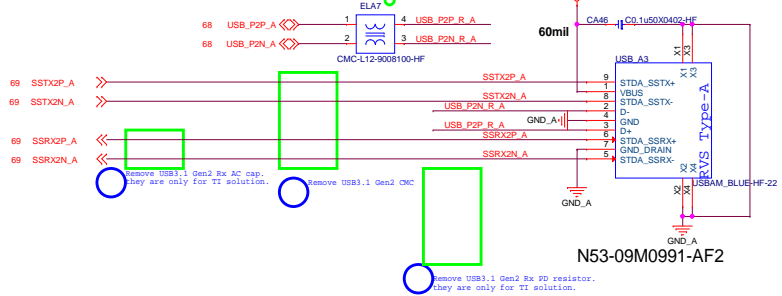 ELA7
68 USB_P2P_A 1 4 USB_P2P_R_A
68 USB_P2N_A 2 3 USB_P2N_R_A
CMC-L12-9008100-HF
60mil
CA46 C0.1u50X0402-HF
USB_A3
X1 X3
X1 X3
69 SSTX2P_A SSTX2P_A 9 STDA_SSTX+
1 VBUS
69 SSTX2N_A SSTX2N_A 8 STDA_SSTX-
USB_P2N_R_A 2 D-
GND_A 4 GND
USB_P2P_R_A 3 D+
69 SSRX2P_A SSRX2P_A 6 STDA_SSRX+
7 GND_DRAIN
69 SSRX2N_A SSRX2N_A 5 STDA_SSRX-
RVS Type-A
X2 X4
X2 X4
USBAM_BLUE-HF-22
GND_A
GND_A
N53-09M0991-AF2
Remove USB3.1 Gen2 Rx AC cap.
they are only for TI solution.
Remove USB3.1 Gen2 CMC
Remove USB3.1 Gen2 Rx PD resistor.
they are only for TI solution.